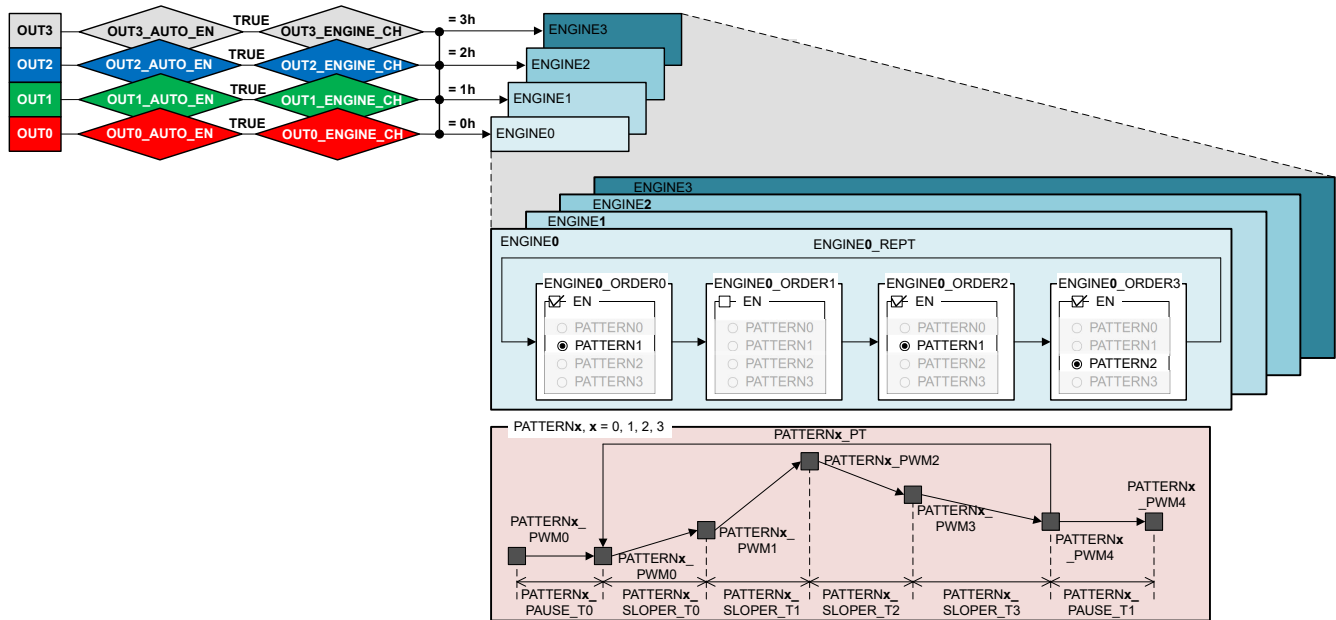 OUT3
OUT3_AUTO_EN
TRUE
OUT3_ENGINE_CH
= 3h
ENGINE3
OUT2
OUT2_AUTO_EN
TRUE
OUT2_ENGINE_CH
= 2h
ENGINE2
OUT1
OUT1_AUTO_EN
TRUE
OUT1_ENGINE_CH
= 1h
ENGINE1
OUT0
OUT0_AUTO_EN
TRUE
OUT0_ENGINE_CH
= 0h
ENGINE0
ENGINE3
ENGINE2
ENGINE1
ENGINE0
ENGINE0_REPT
ENGINE0_ORDER0
EN
PATTERN0
PATTERN1
PATTERN2
PATTERN3
ENGINE0_ORDER1
EN
PATTERN0
PATTERN1
PATTERN2
PATTERN3
ENGINE0_ORDER2
EN
PATTERN0
PATTERN1
PATTERN2
PATTERN3
ENGINE0_ORDER3
EN
PATTERN0
PATTERN1
PATTERN2
PATTERN3
PATTERNx, x = 0, 1, 2, 3
PATTERNx_PT
PATTERNx_
PWM0
PATTERNx_
PWM0
PATTERNx_
PWM1
PATTERNx_PWM2
PATTERNx_
PWM3
PATTERNx
_PWM4
PATTERNx
_PWM4
PATTERNx_
PAUSE_T0
PATTERNx_
SLOPER_T0
PATTERNx_
SLOPER_T1
PATTERNx_
SLOPER_T2
PATTERNx_
SLOPER_T3
PATTERNx_
PAUSE_T1